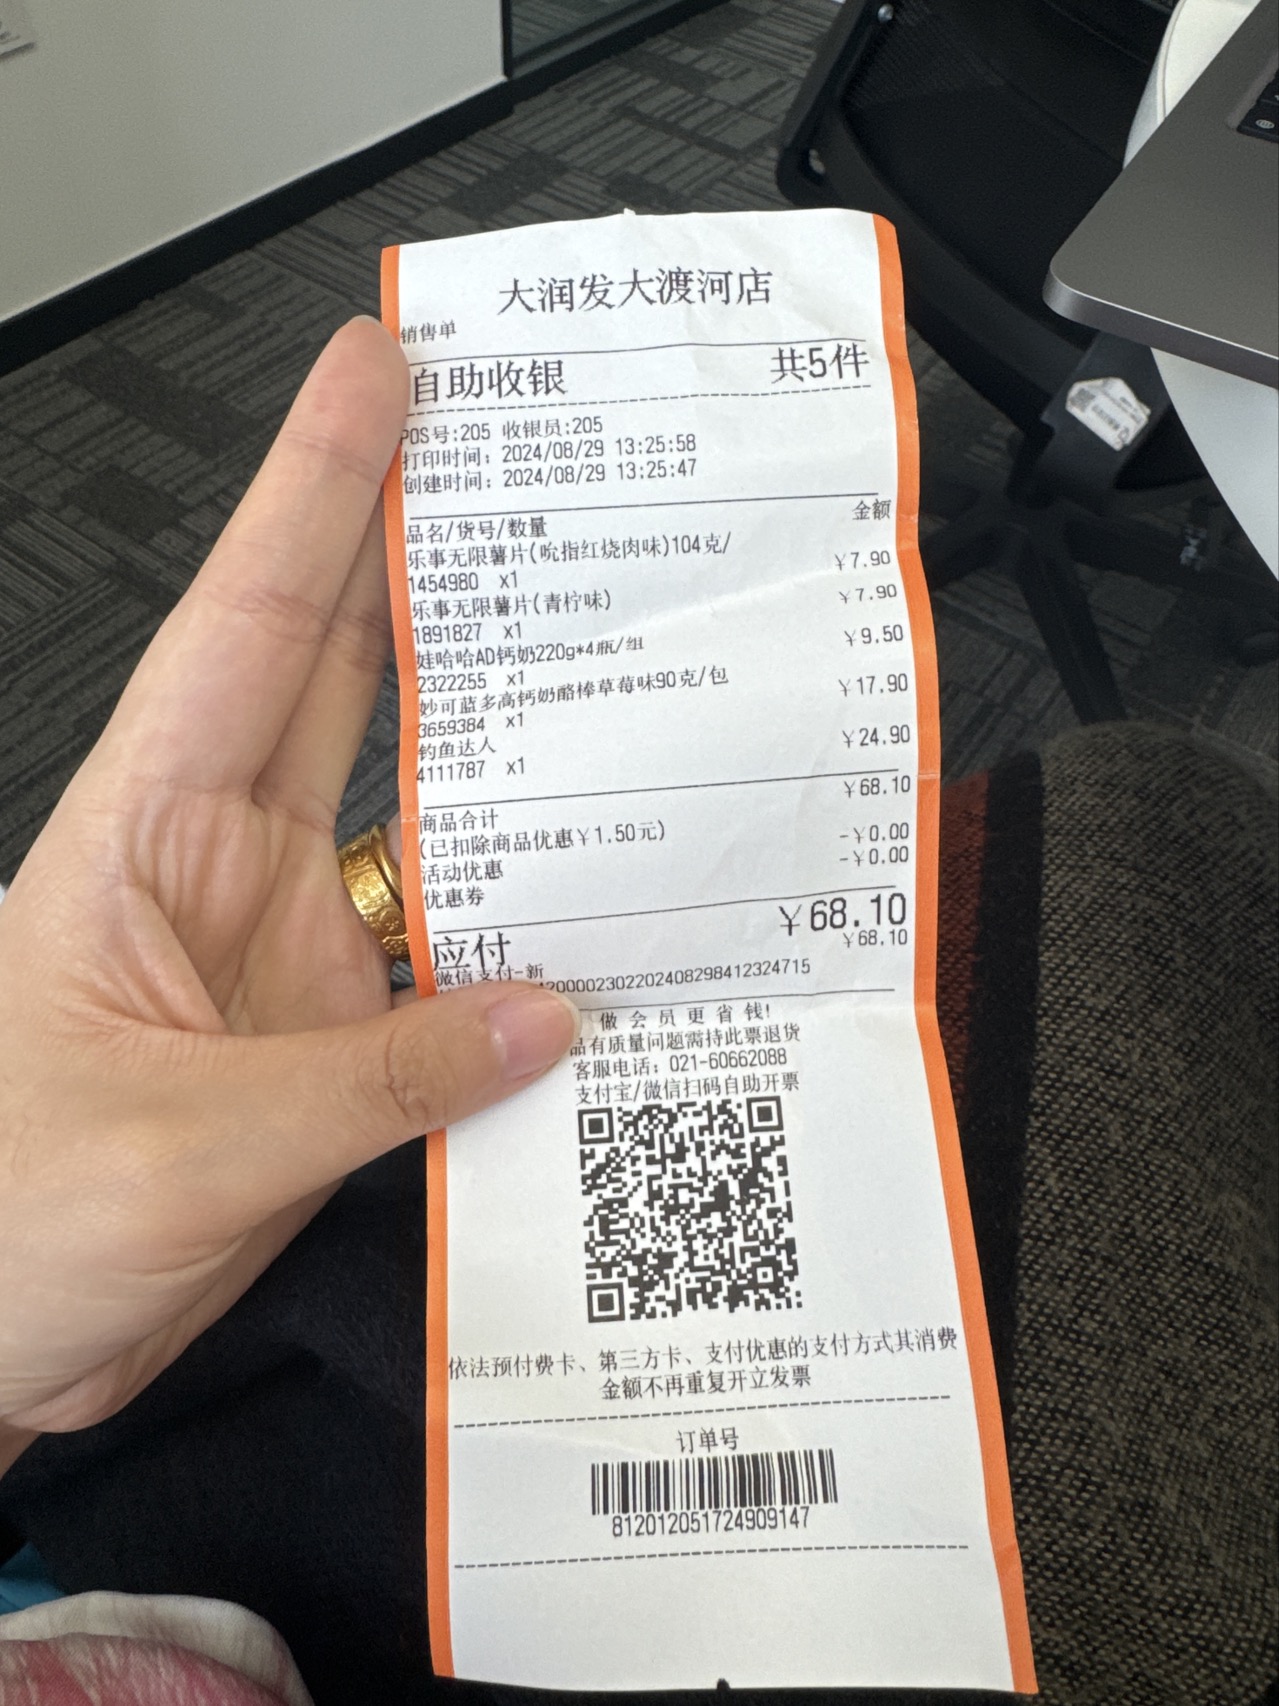 大润发大渡河店
销售单
自助收银 共5件
POS号:205 收银员:205
打印时间: 2024/08/29 13:25:58
创建时间: 2024/08/29 13:25:47
品名/货号/数量 金额
乐事无限薯片(吮指红烧肉味)104克/ ¥7.90
1454980 x1
乐事无限薯片(青柠味) ¥7.90
1891827 x1
娃哈哈AD钙奶220g*4瓶/组 ¥9.50
2322255 x1
妙可蓝多高钙奶酪棒草莓味90克/包 ¥17.90
3659384 x1
钓鱼达人 ¥24.90
4111787 x1
商品合计 ¥68.10
(已扣除商品优惠¥1.50元)
活动优惠 -¥0.00
优惠券 -¥0.00
应付 ¥68.10
微信支付-新 ¥68.10
4200002302202408298412324715
做会员更省钱!
品有质量问题需持此票退货
客服电话: 021-60662088
支付宝/微信扫码自助开票
依法预付费卡、第三方卡、支付优惠的支付方式其消费
金额不再重复开立发票
订单号
812012051724909147